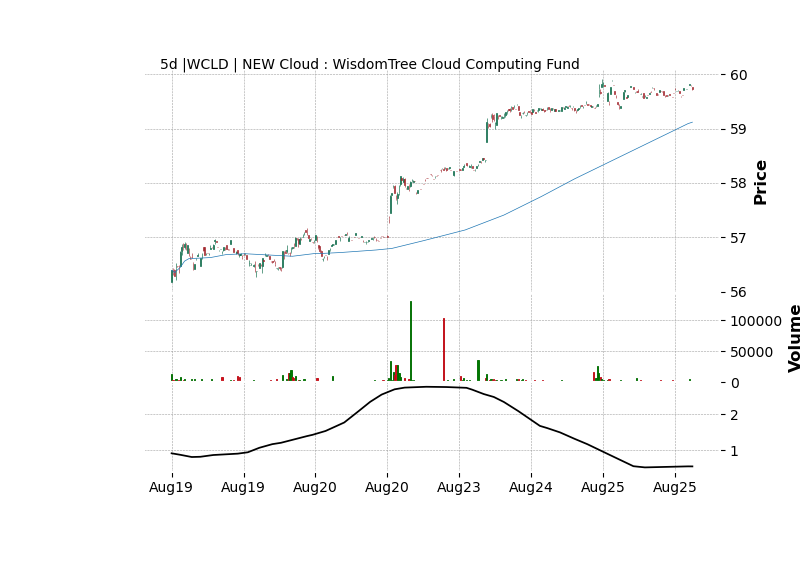 5d |WCLD | NEW Cloud : WisdomTree Cloud Computing Fund
60
59
58
57
56
Price
100000
50000
0
Volume
2
1
Aug19 Aug19 Aug20 Aug20 Aug23 Aug24 Aug25 Aug25